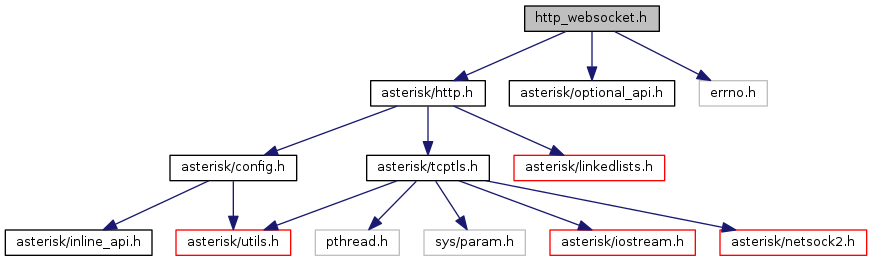 http_websocket.h
asterisk/http.h
asterisk/optional_api.h
errno.h
asterisk/config.h
asterisk/tcptls.h
asterisk/linkedlists.h
asterisk/inline_api.h
asterisk/utils.h
pthread.h
sys/param.h
asterisk/iostream.h
asterisk/netsock2.h